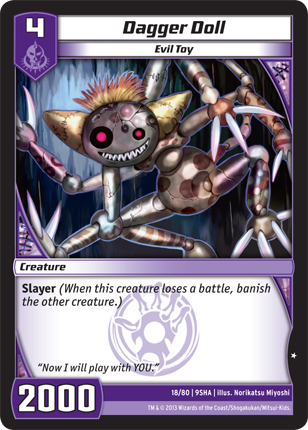 4
Dagger Doll
Evil Toy
Creature
Slayer (When this creature loses a battle, banish
the other creature.)
"Now I will play with YOU."
2000
18/80 | 9SHA | illus. Norikatsu Miyoshi
TM & © 2013 Wizards of the Coast/Shogakukan/Mitsui-Kids.